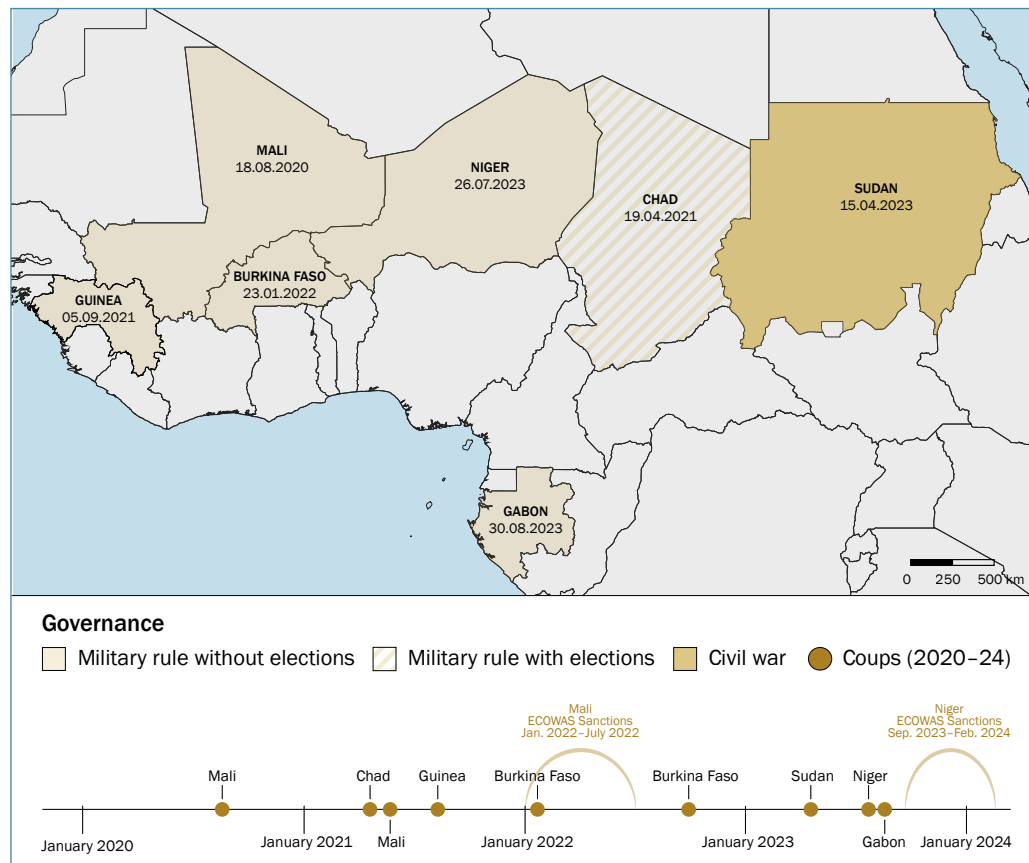 MALI
18.08.2020
NIGER
26.07.2023
CHAD
19.04.2021
SUDAN
15.04.2023
BURKINA FASO
23.01.2022
GUINEA
05.09.2021
GABON
30.08.2023
0 250 500 km
Governance
Military rule without elections Military rule with elections Civil war Coups (2020–24)
Mali
ECOWAS Sanctions
Jan. 2022–July 2022
Niger
ECOWAS Sanctions
Sep. 2023–Feb. 2024
Mali Chad Guinea Burkina Faso Burkina Faso Sudan Niger
January 2020 January 2021 Mali January 2022 January 2023 Gabon January 2024